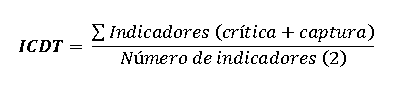 ICDT = ∑ Indicadores (crítica + captura)
Número de indicadores (2)